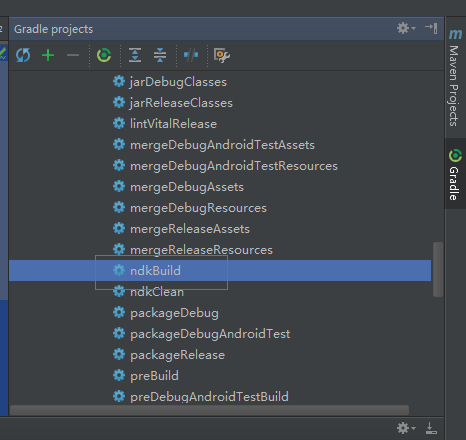 Gradle projects
jarDebugClasses
jarReleaseClasses
lintVitalRelease
mergeDebugAndroidTestAssets
mergeDebugAndroidTestResources
mergeDebugAssets
mergeDebugResources
mergeReleaseAssets
mergeReleaseResources
ndkBuild
ndkClean
packageDebug
packageDebugAndroidTest
packageRelease
preBuild
preDebugAndroidTestBuild
Maven Projects
Gradle